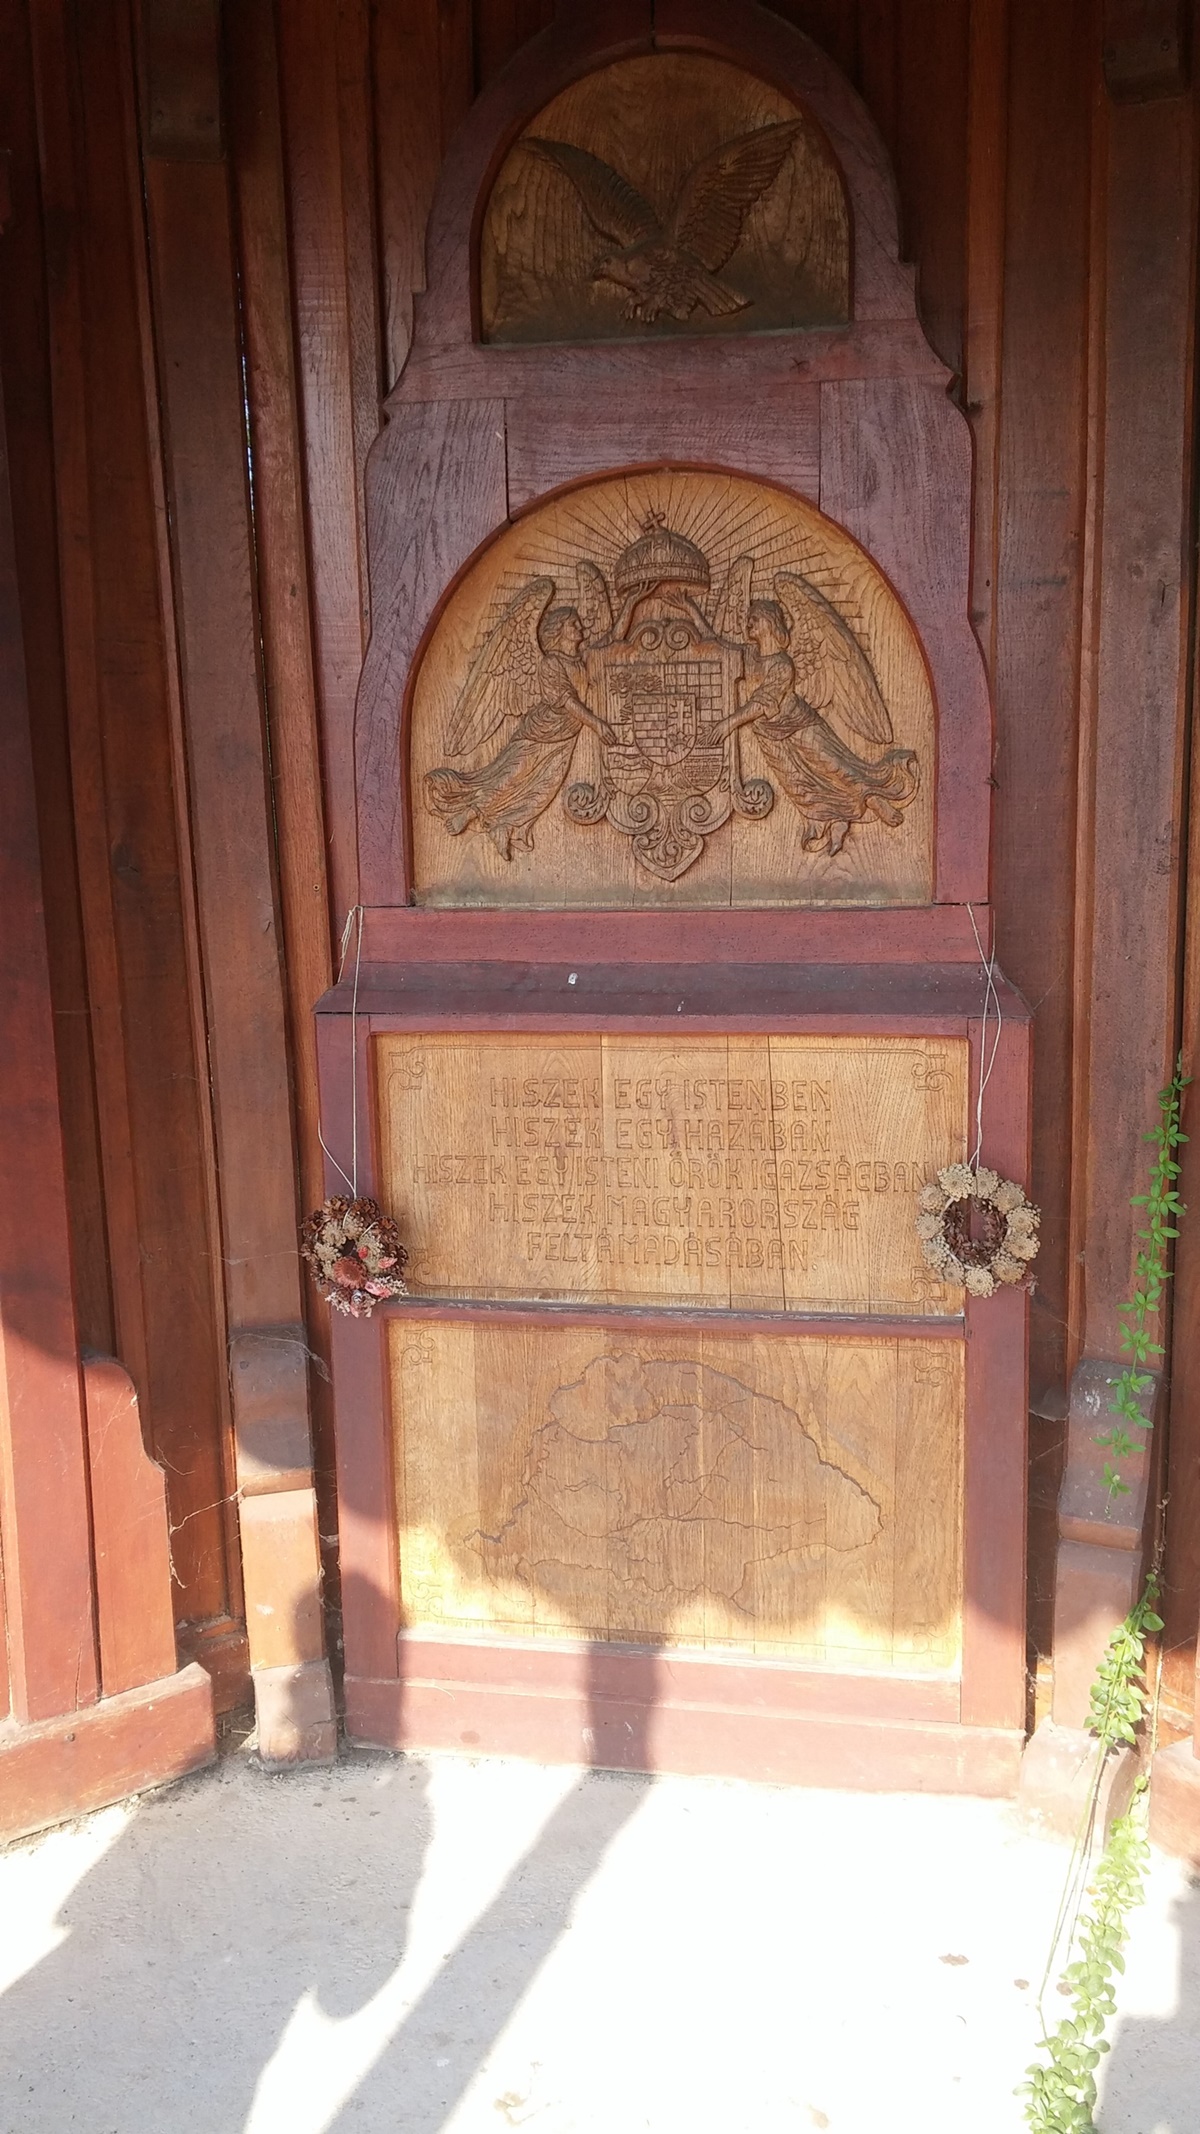 HISZEK EGY ISTENBEN
HISZEK EGY HAZÁBAN
HISZEK EGY ISTENI ÖRÖK IGAZSÁGBAN
HISZEK MAGYARORSZÁG
FELTÁMADÁSÁBAN.